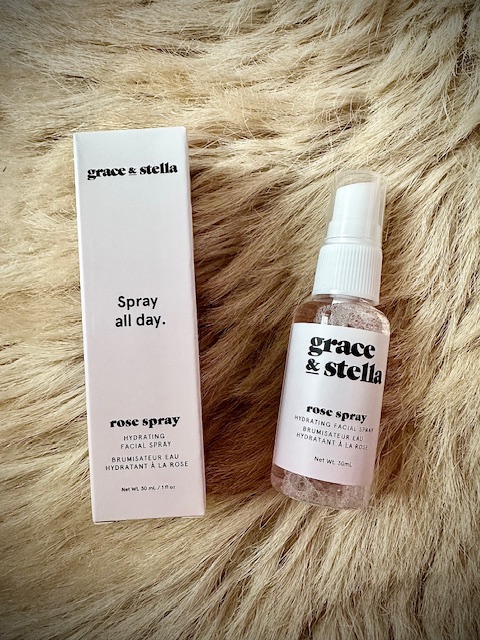 grace & stella
Spray
all day.
rose spray
HYDRATING
FACIAL SPRAY
BRUMISATEUR EAU
HYDRATANT À LA ROSE
Net Wt. 30 mL / 1 fl oz
grace
& stella
rose spray
HYDRATING FACIAL SPRAY
BRUMISATEUR EAU
HYDRATANT À LA ROSE
Net Wt. 30mL